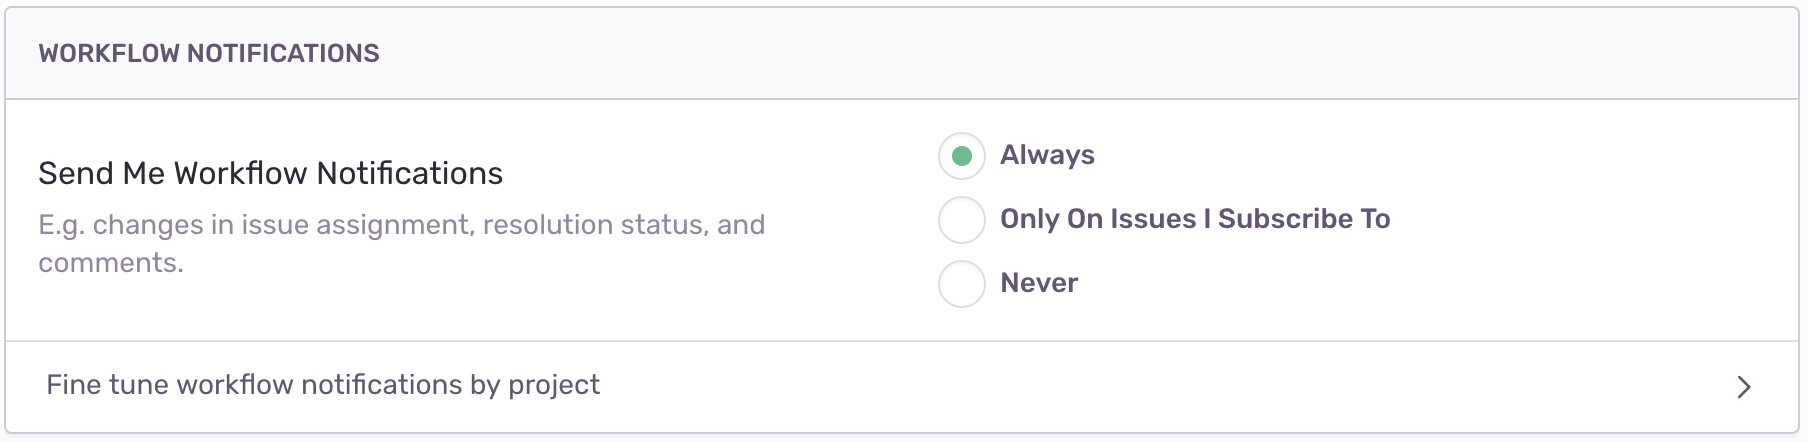 WORKFLOW NOTIFICATIONS
Send Me Workflow Notifications
E.g. changes in issue assignment, resolution status, and
comments.
Always
Only On Issues I Subscribe To
Never
Fine tune workflow notifications by project